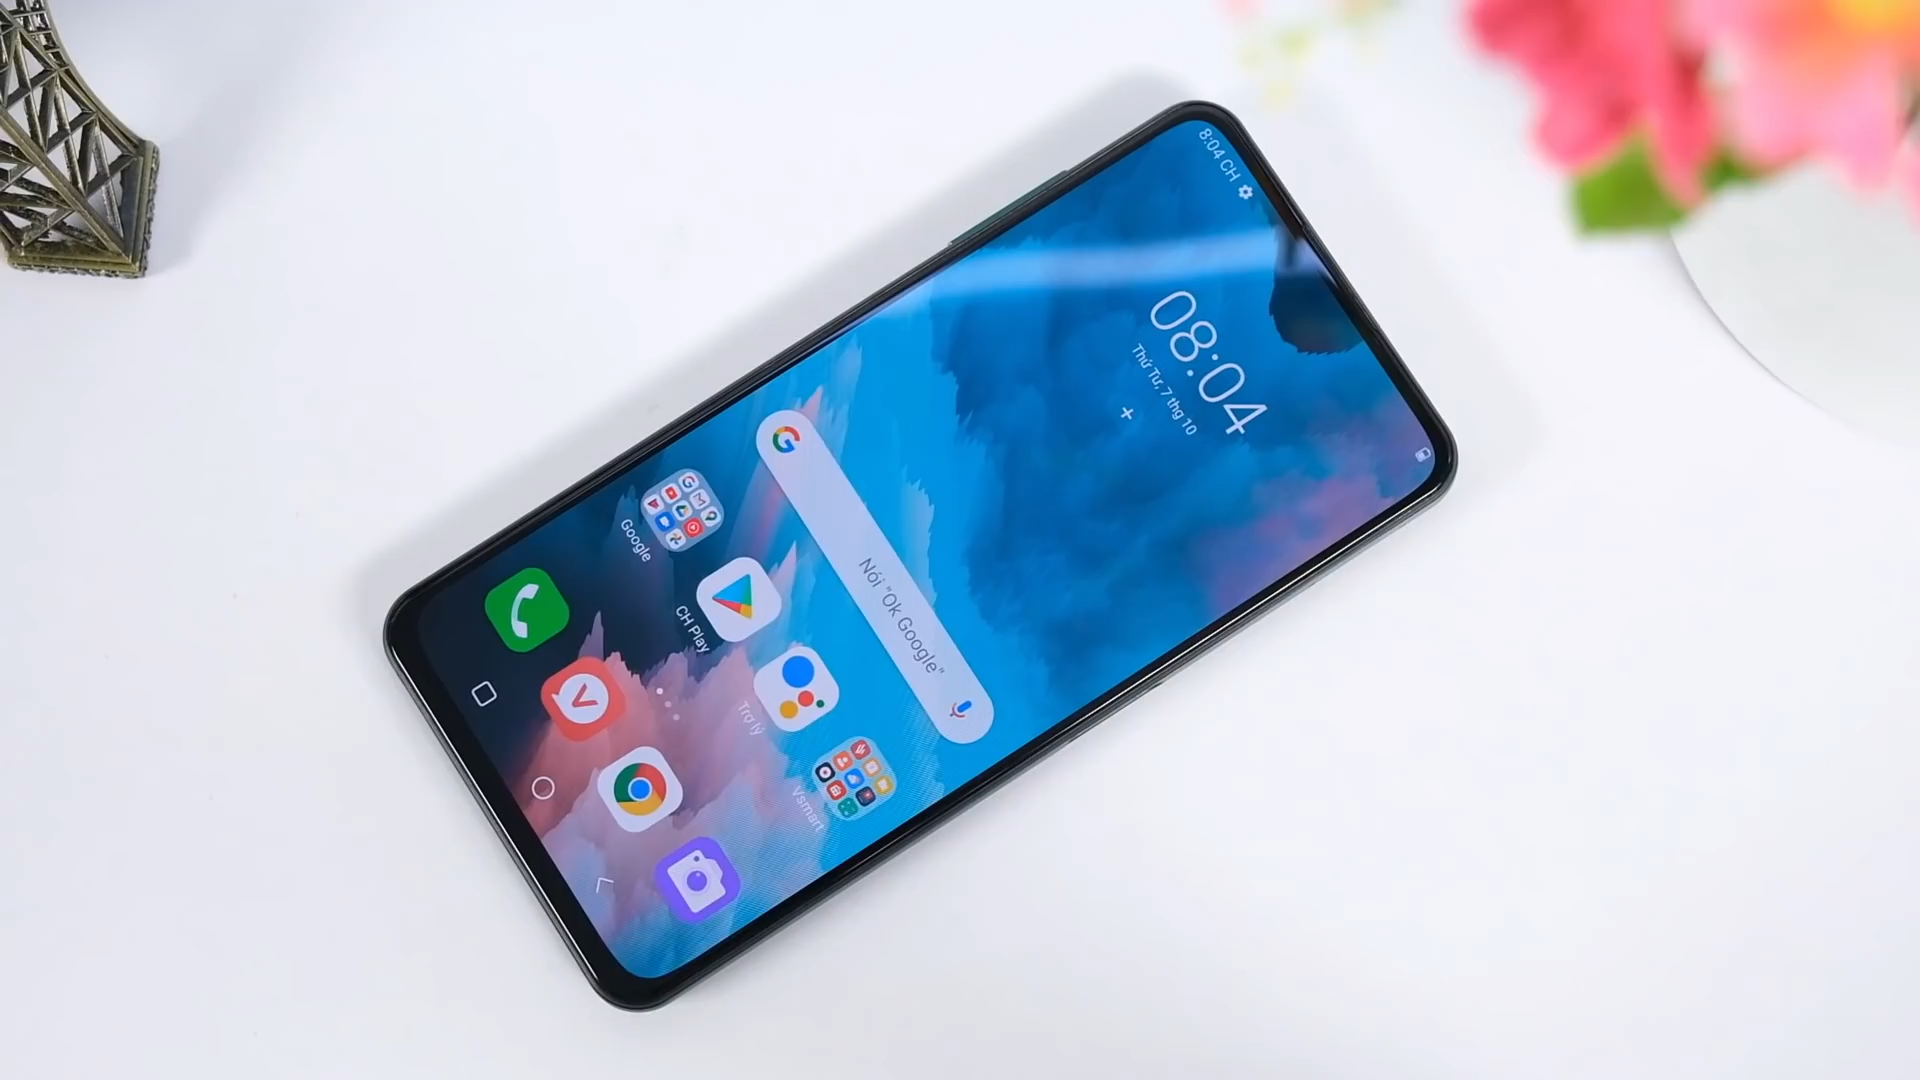 8:04 CH
08:04
Thứ Tư, 7 thg 10
Nói "Ok Google"
Google
CH Play
Trợ lý
Vsmart